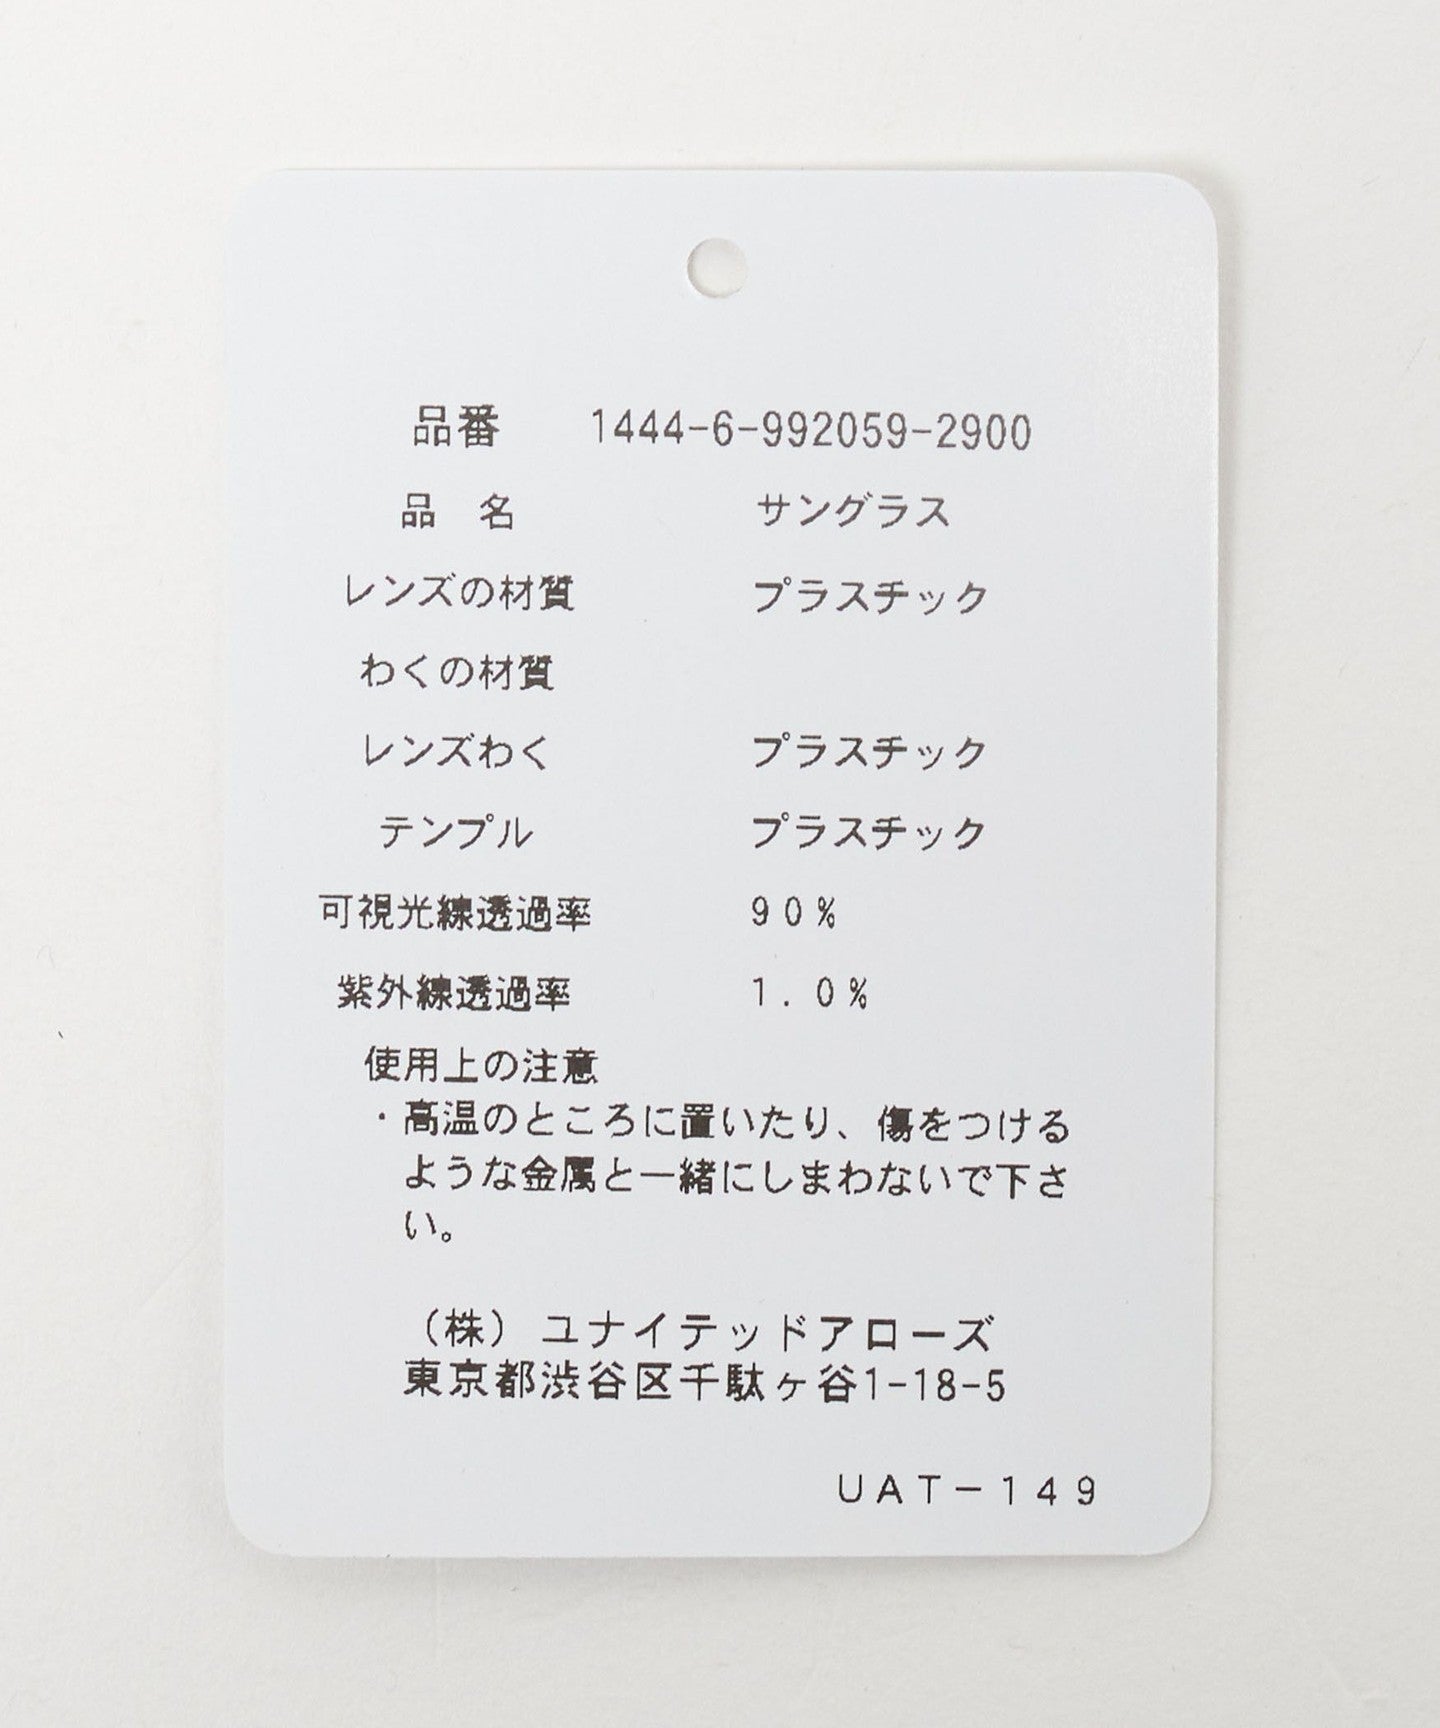 品番 1444-6-992059-2900
品 名 サングラス
レンズの材質 プラスチック
わくの材質
レンズわく プラスチック
テンプル プラスチック
可視光線透過率 90%
紫外線透過率 1.0%
使用上の注意
・高温のところに置いたり、傷をつける
ような金属と一緒にしまわないで下さ
い。
（株）ユナイテッドアローズ
東京都渋谷区千駄ヶ谷1-18-5
UAT－149